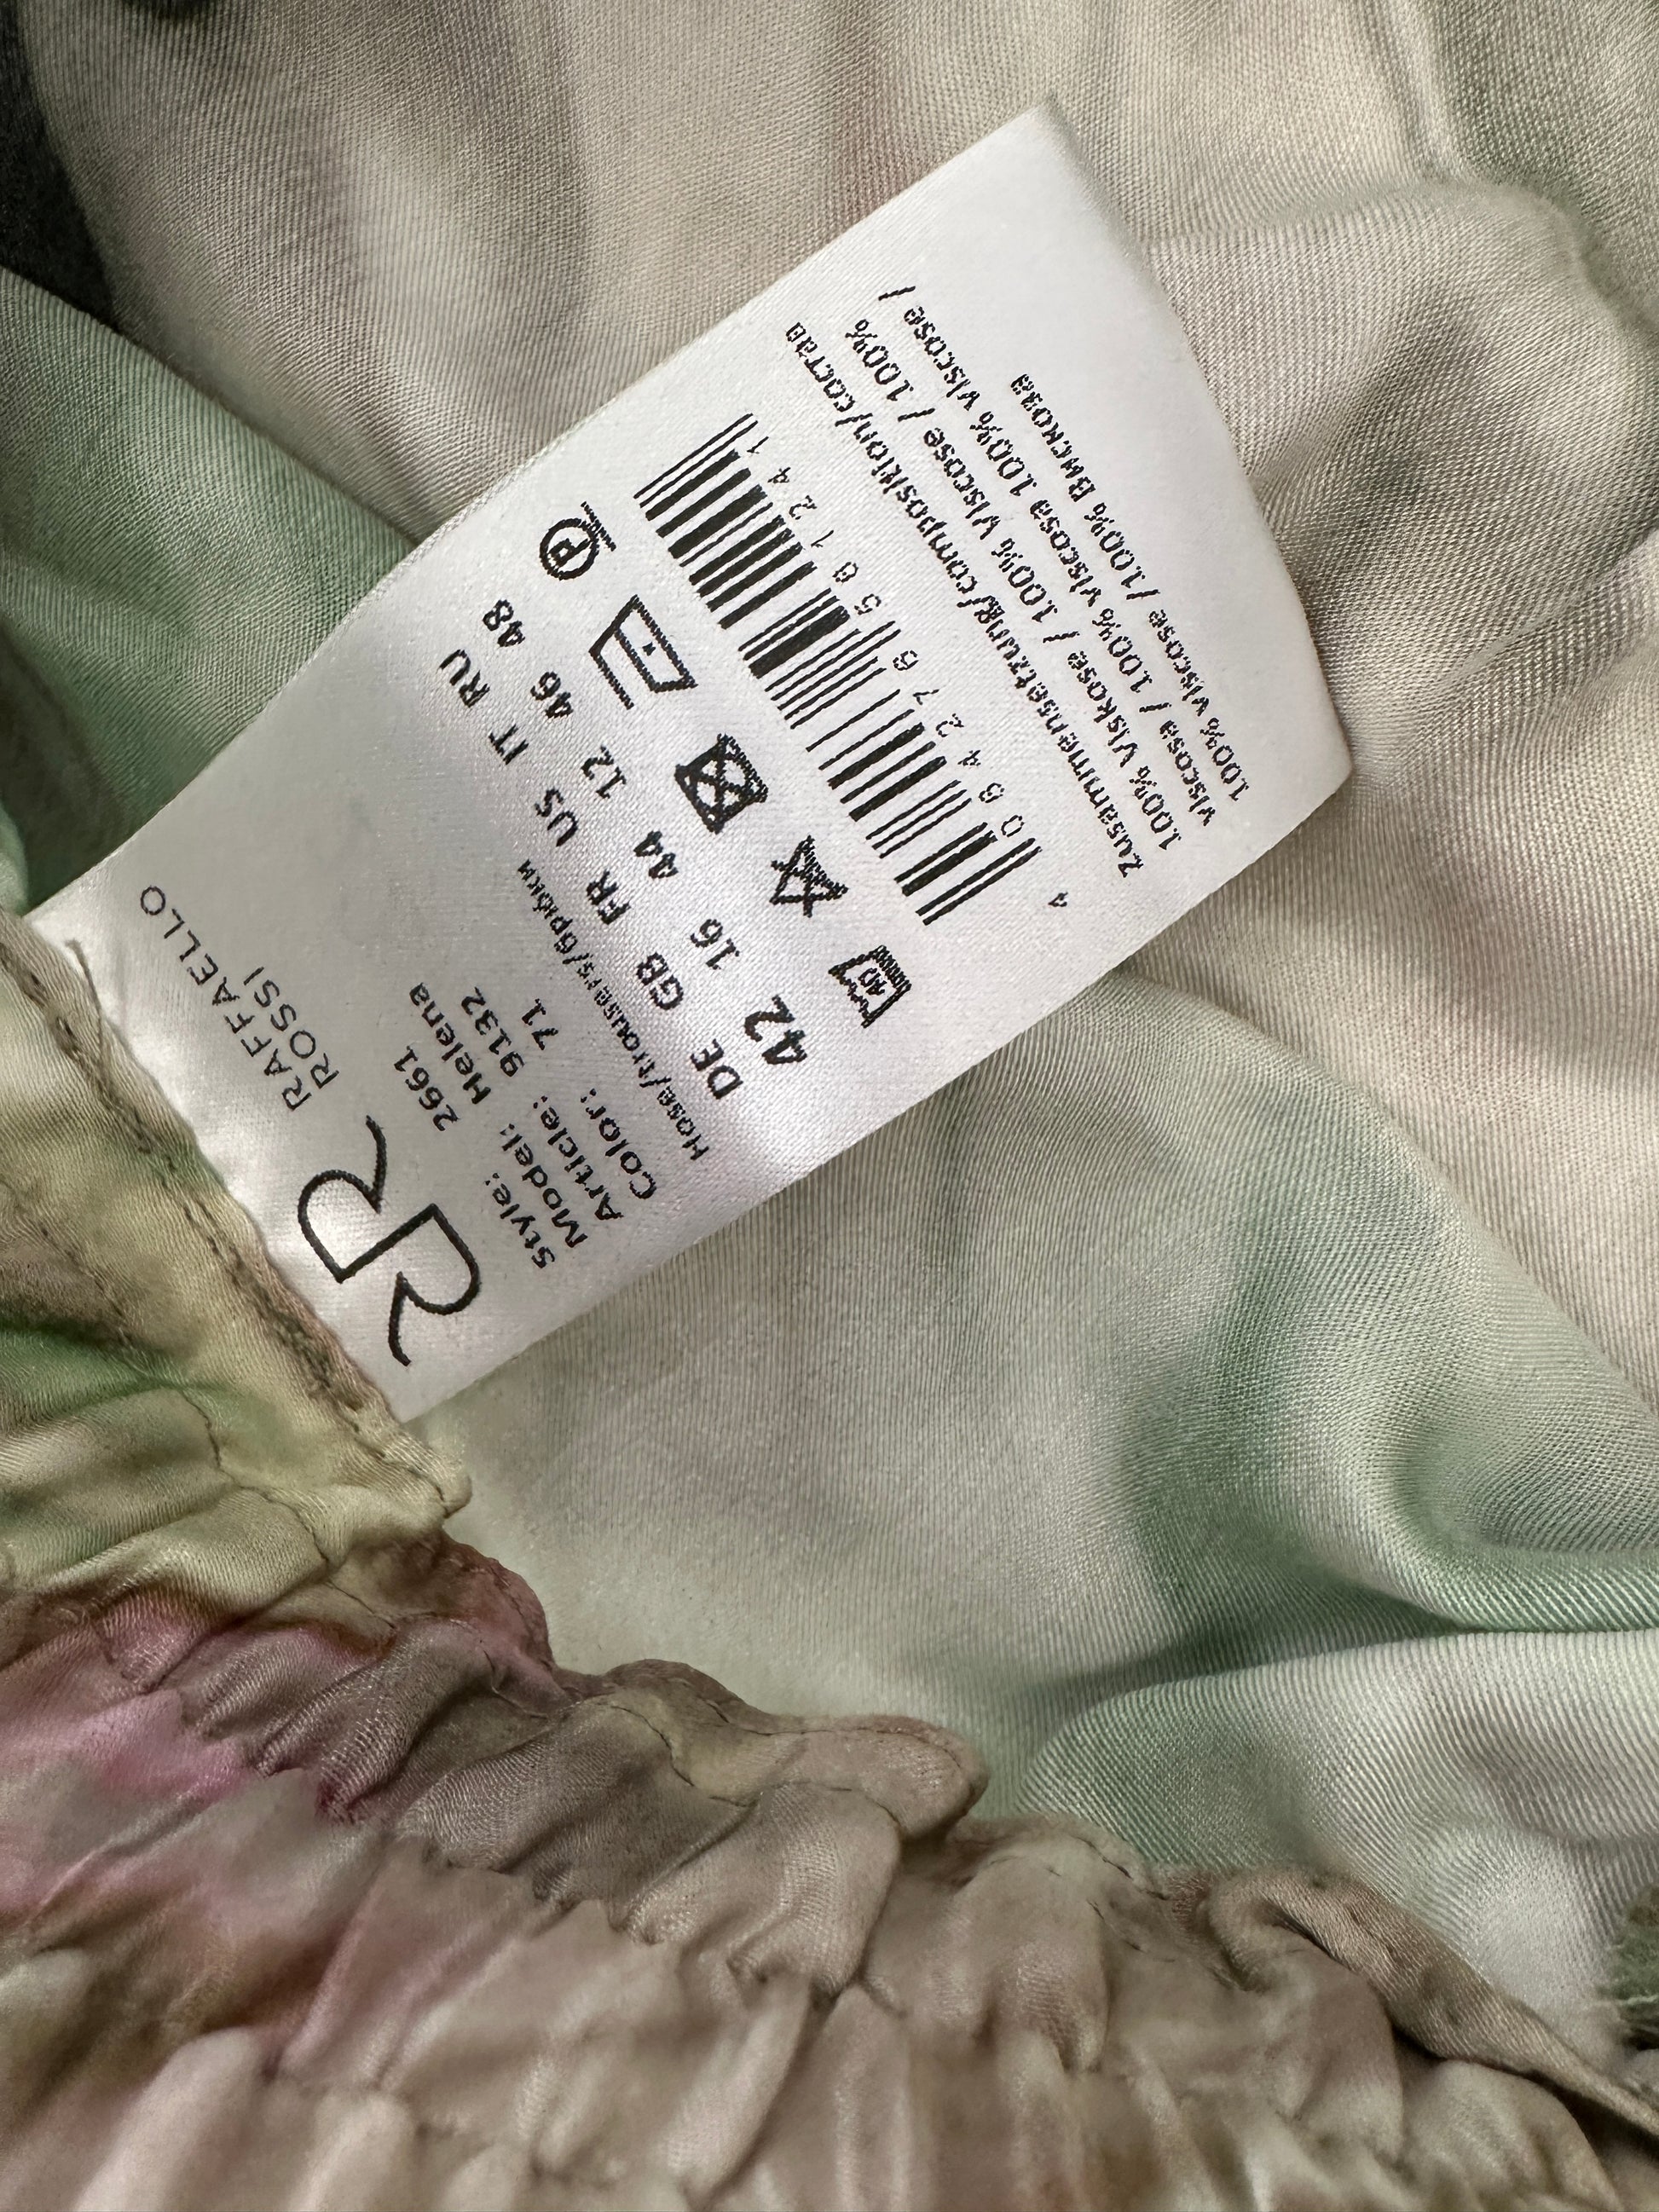 RAFFAELLO
ROSSI
Style: 2661
Model: Helena
Article: 9132
Color: 71
Hose/trousers/брюки
DE GB FR US IT RU
42 16 44 12 46 48
40 P
4 064276 581241
Zusammensetzung/composition/состав
100% viskose / 100% viscose / 100%
viscosa / 100% viscosa 100% viscose /
100% viscose / 100% Вискоза